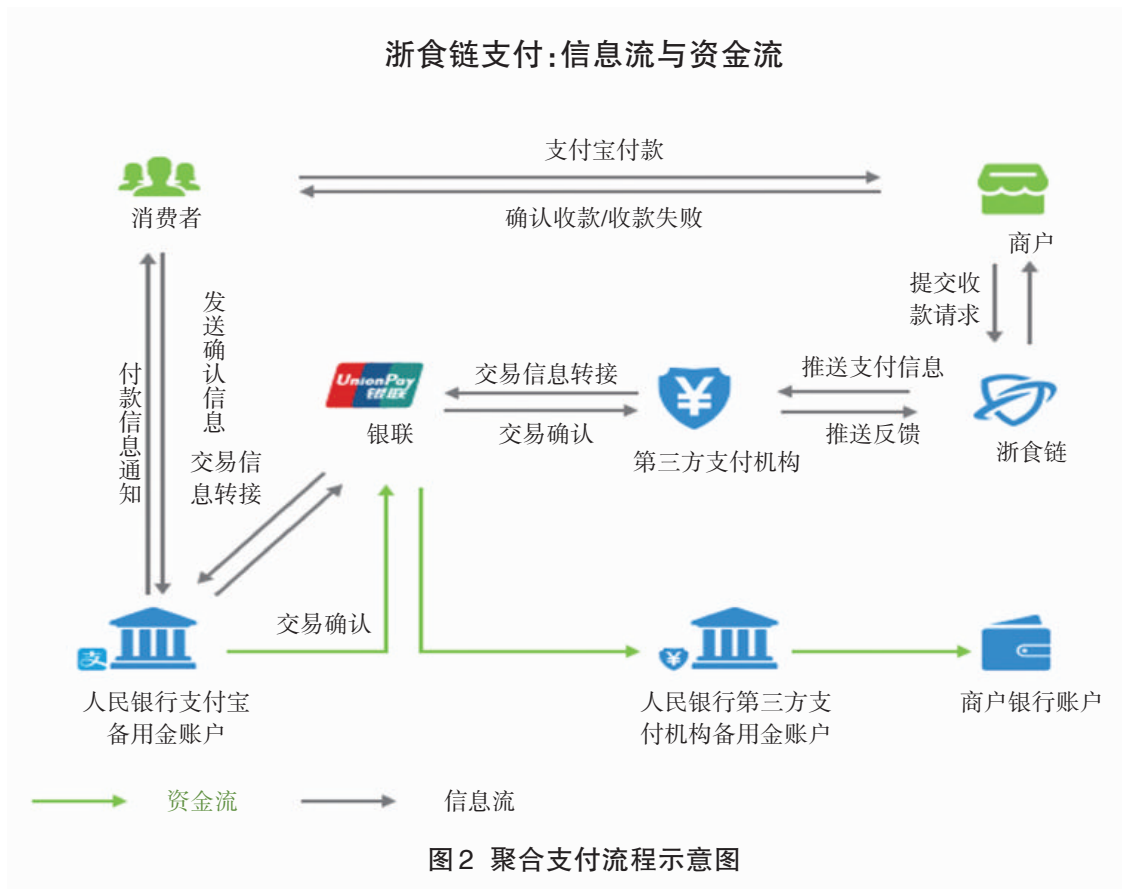 浙食链支付:信息流与资金流
支付宝付款
消费者
确认收款/收款失败
商户
提交收
款请求
发送确认信息
付款信息通知
UnionPay
银联
交易信息转接
推送支付信息
银联
交易确认
推送反馈
第三方支付机构
浙食链
交易信
息转接
交易确认
支
人民银行支付宝
备用金账户
人民银行第三方支
付机构备用金账户
商户银行账户
资金流
信息流
图2 聚合支付流程示意图